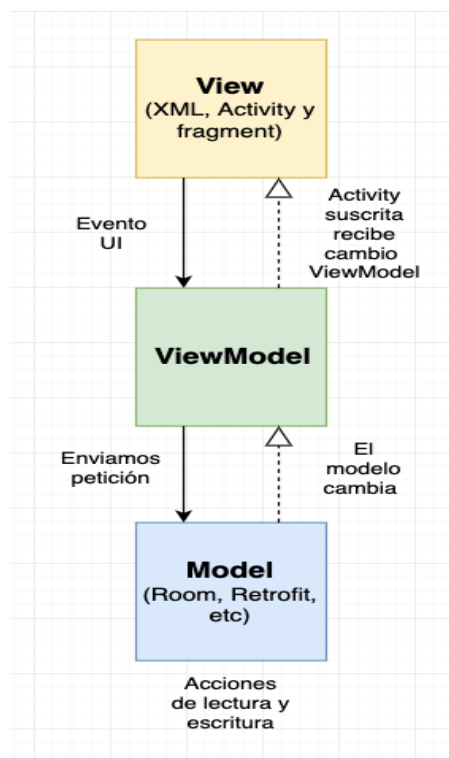 View
(XML, Activity y
fragment)
Evento
UI
Activity
suscrita
recibe
cambio
ViewModel
ViewModel
Enviamos
petición
El
modelo
cambia
Model
(Room, Retrofit,
etc)
Acciones
de lectura y
escritura